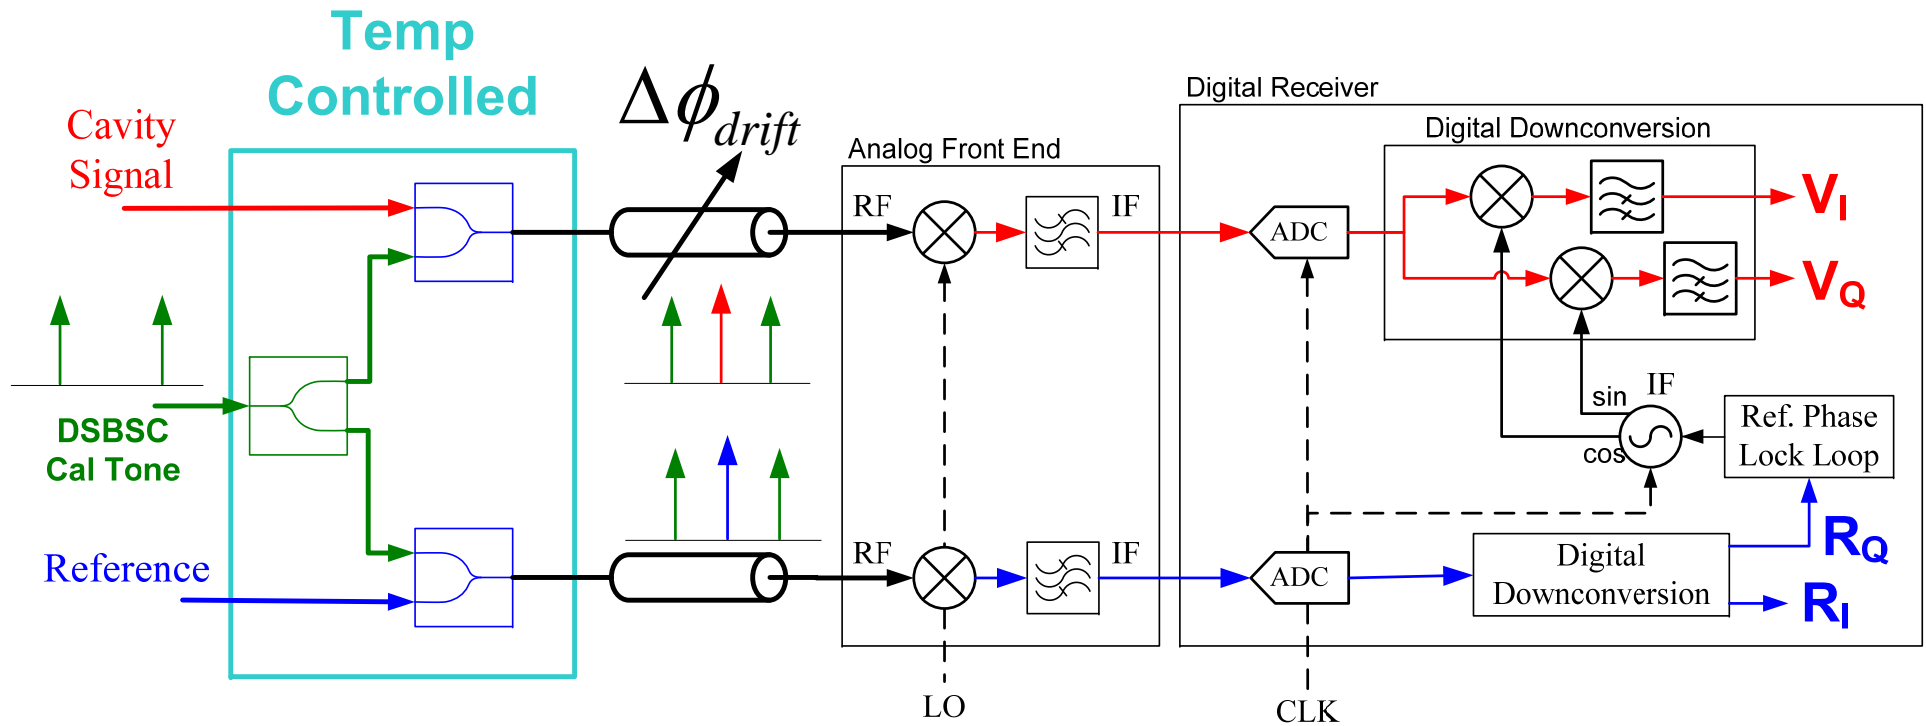 Temp
Controlled
Cavity
Signal
DSBSC
Cal Tone
Reference
Δϕdrift
Analog Front End
RF
IF
RF
IF
LO
Digital Receiver
Digital Downconversion
ADC
VI
VQ
sin
IF
cos
Ref. Phase
Lock Loop
ADC
Digital
Downconversion
RQ
RI
CLK